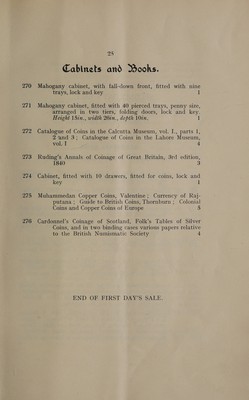 28
Cabinets and Books.
270 Mahogany cabinet, with fall-down front, fitted with nine
trays, lock and key 1
271 Mahogany cabinet, fitted with 40 pierced trays, penny size,
arranged in two tiers, folding doors, lock and key.
Height 18in., width 20in., depth 10in. 1
272 Catalogue of Coins in the Calcutta Museum, vol. I., parts 1,
2 and 3; Catalogue of Coins in the Lahore Museum,
vol. I 4
273 Ruding's Annals of Coinage of Great Britain, 3rd edition,
1840 3
274 Cabinet, fitted with 10 drawers, fitted for coins, lock and
key 1
275 Muhammedan Copper Coins, Valentine; Currency of Raj-
putana; Guide to British Coins, Thornburn; Colonial
Coins and Copper Coins of Europe 8
276 Cardonnel's Coinage of Scotland, Folk's Tables of Silver
Coins, and in two binding cases various papers relative
to the British Numismatic Society 4
END OF FIRST DAY'S SALE.